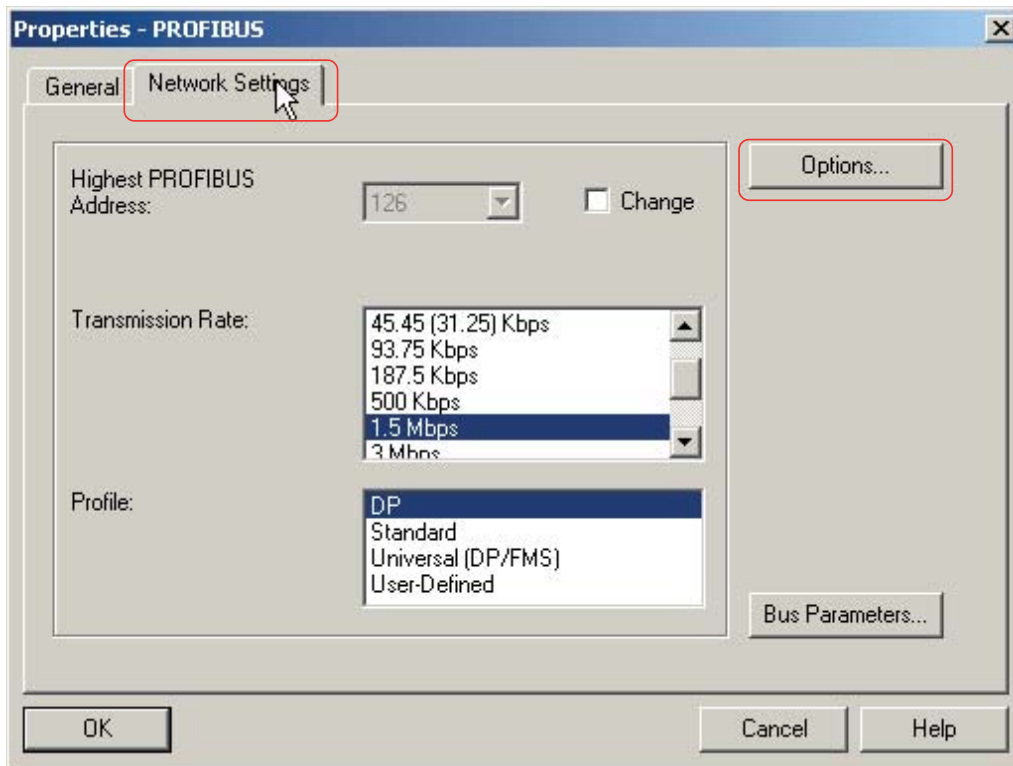 Properties - PROFIBUS
General
Network Settings
Highest PROFIBUS
Address:
126
Change
Options...
Transmission Rate:
45.45 (31.25) Kbps
93.75 Kbps
187.5 Kbps
500 Kbps
1.5 Mbps
3 Mbps
Profile:
DP
Standard
Universal (DP/FMS)
User-Defined
Bus Parameters...
OK
Cancel
Help